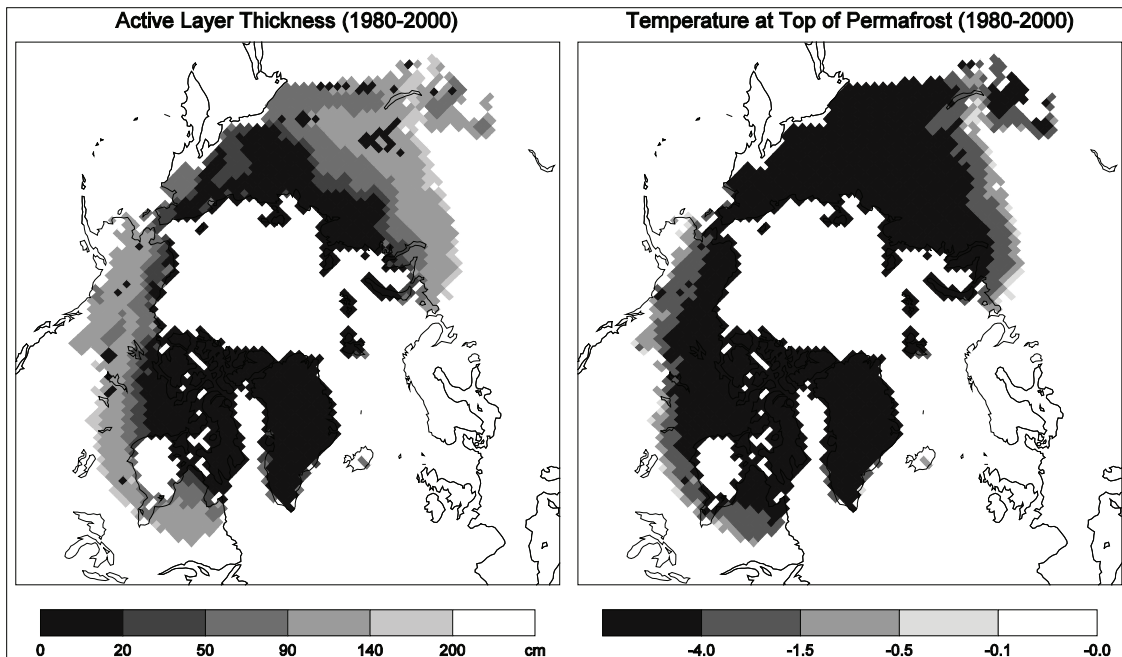 Active Layer Thickness (1980-2000)
Temperature at Top of Permafrost (1980-2000)
0 20 50 90 140 200 cm
-4.0 -1.5 -0.5 -0.1 -0.0